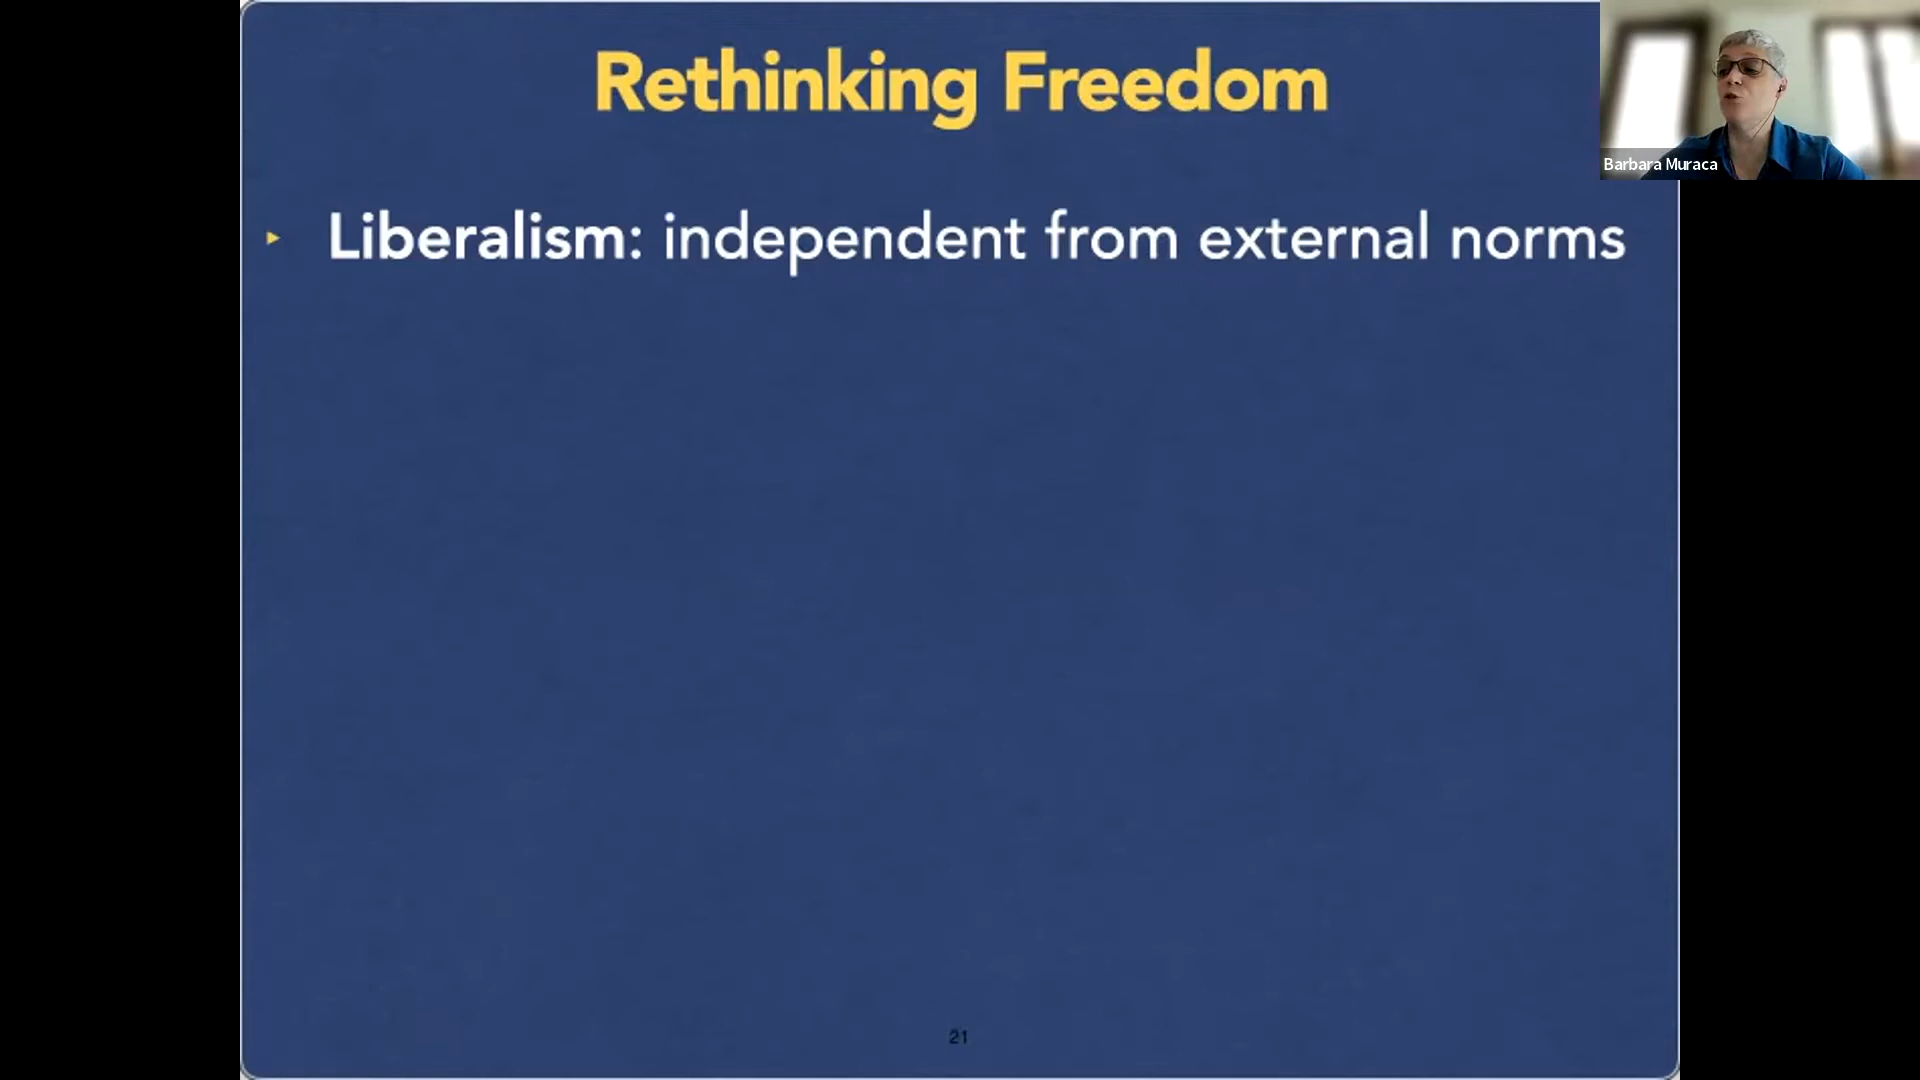 Rethinking Freedom
Barbara Muraca
▸ Liberalism: independent from external norms
21